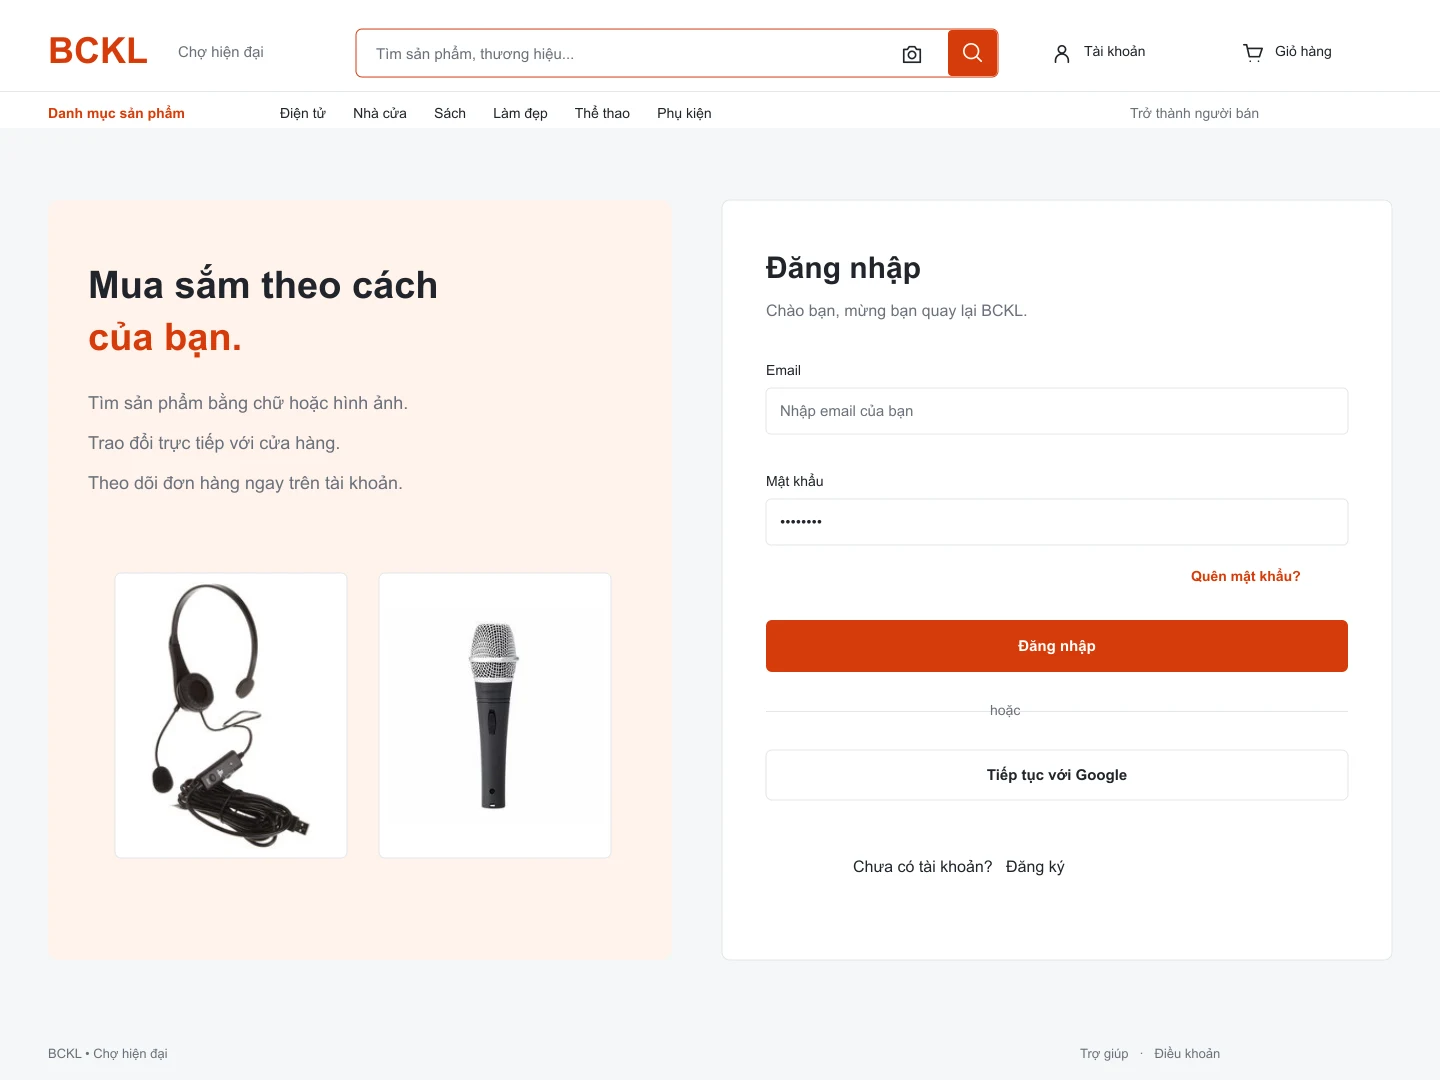 BCKL
Chợ hiện đại
Tìm sản phẩm, thương hiệu...
Tài khoản
Giỏ hàng
Danh mục sản phẩm
Điện tử
Nhà cửa
Sách
Làm đẹp
Thể thao
Phụ kiện
Trở thành người bán
Mua sắm theo cách
của bạn.
Tìm sản phẩm bằng chữ hoặc hình ảnh.
Trao đổi trực tiếp với cửa hàng.
Theo dõi đơn hàng ngay trên tài khoản.
Đăng nhập
Chào bạn, mừng bạn quay lại BCKL.
Email
Nhập email của bạn
Mật khẩu
••••••••
Quên mật khẩu?
Đăng nhập
hoặc
Tiếp tục với Google
Chưa có tài khoản? Đăng ký
BCKL • Chợ hiện đại
Trợ giúp · Điều khoản